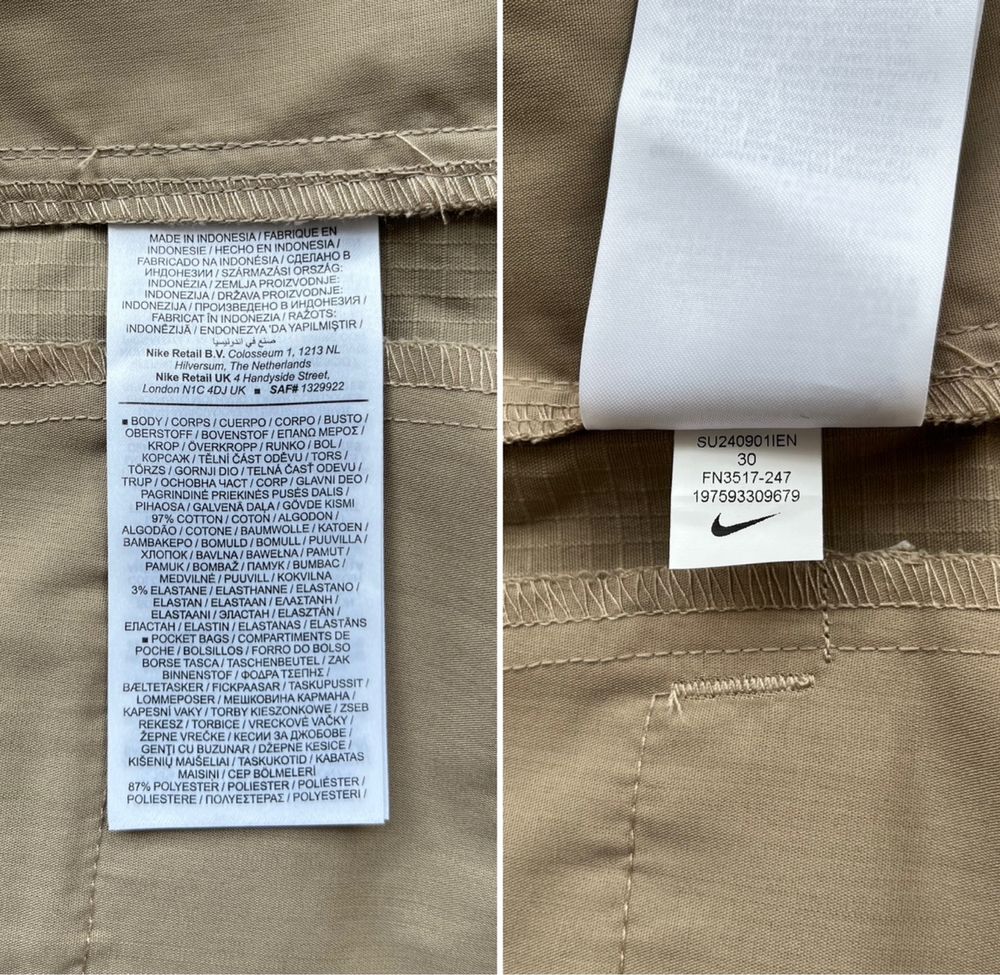 MADE IN INDONESIA / FABRIQUE EN
INDONESIE / HECHO EN INDONESIA /
FABRICADO NA INDONÉSIA / СДЕЛАНО В
ИНДОНЕЗИИ / SZÁRMAZÁSI ORSZÁG:
INDONÉZIA / ZEMLJA PROIZVODNJE:
INDONEZIJA / DRŽAVA PROIZVODNJE:
INDONEZIJA / ПРОИЗВЕДЕНО В ИНДОНЕЗИЯ /
FABRICAT ÎN INDONEZIA / RAŽOTS:
INDONĒZIJĀ / ENDONEZYA 'DA YAPILMIŞTIR /
صنع في اندونيسيا
Nike Retail B.V. Colosseum 1, 1213 NL
Hilversum, The Netherlands
Nike Retail UK 4 Handyside Street,
London N1C 4DJ UK ■ SAF# 1329922
■ BODY / CORPS / CUERPO / CORPO / BUSTO /
OBERSTOFF / BOVENSTOF / ΕΠΑΝΩ ΜΕΡΟΣ /
KROP / ÖVERKROPP / RUNKO / BOL /
КОРСАЖ / TĚLNÍ ČÁST ODĚVU / TORS /
TÖRZS / GORNJI DIO / TELNÁ ČASŤ ODEVU /
TRUP / ОСНОВНА ЧАСТ / CORP / GLAVNI DEO /
PAGRINDINĖ PRIEKINĖS PUSĖS DALIS /
PIHAOSA / GALVENĀ DAĻA / GÖVDE KISMI
97% COTTON / COTON / ALGODON /
ALGODÃO / COTONE / BAUMWOLLE / KATOEN /
ΒΑΜΒΑΚΕΡΟ / BOMULD / BOMULL / PUUVILLA /
ХЛОПОК / BAVLNA / BAWEŁNA / PAMUT /
PAMUK / BOMBAŽ / ПАМУК / BUMBAC /
MEDVILNĖ / PUUVILL / KOKVILNA
3% ELASTANE / ELASTHANNE / ELASTANO /
ELASTAN / ELASTAAN / ΕΛΑΣΤΑΝΗ /
ELASTAANI / ЭЛАСТАН / ELASZTÁN /
ЕЛАСТАН / ELASTIN / ELASTANAS / ELASTĀNS
■ POCKET BAGS / COMPARTIMENTS DE
POCHE / BOLSILLOS / FORRO DO BOLSO
BORSE TASCA / TASCHENBEUTEL / ZAK
BINNENSTOF / ΦΟΔΡΑ ΤΣΕΠΗΣ /
BÆLTETASKER / FICKPAASAR / TASKUPUSSIT /
LOMMEPOSER / МЕШКОВИНА КАРМАНА /
KAPESNÍ VAKY / TORBY KIESZONKOWE / ZSEB
REKESZ / TORBICE / VRECKOVÉ VAČKY /
ŽEPNE VREČKE / КЕСИИ ЗА ДЖОБОВЕ /
GENŢI CU BUZUNAR / DŽEPNE KESICE /
KIŠENIŲ MAIŠELIAI / TASKUKOTID / KABATAS
MAISIŅI / CEP BÖLMELERİ
87% POLYESTER / POLIESTER / POLIÉSTER /
POLIESTERE / ΠΟΛΥΕΣΤΕΡΑΣ / POLYESTERI /
SU240901IEN
30
FN3517-247
197593309679